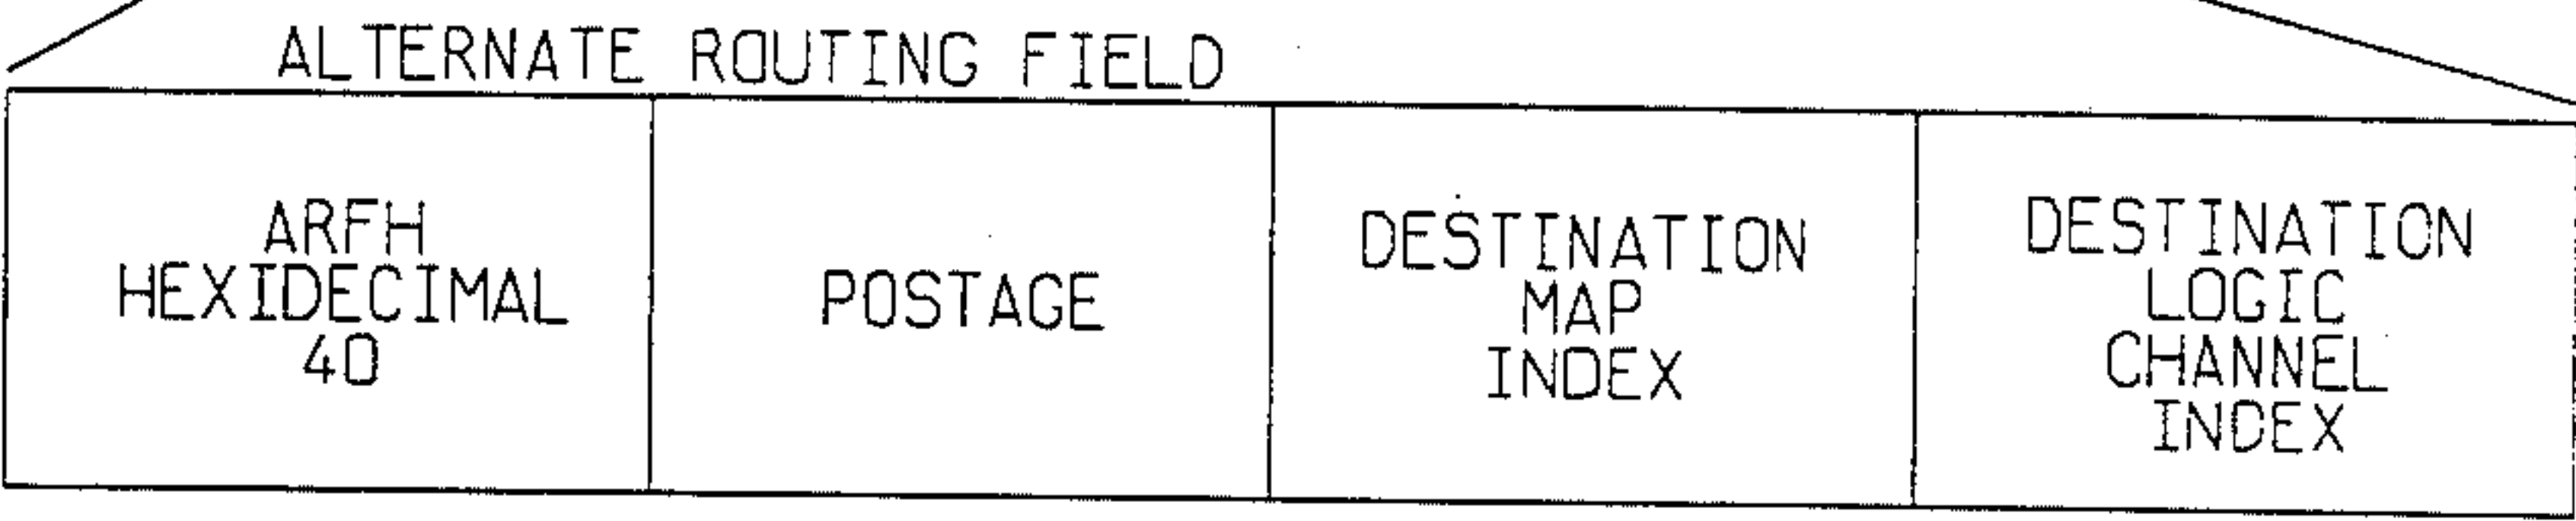 ALTERNATE ROUTING FIELD
ARFH
HEXIDECIMAL
40
POSTAGE
DESTINATION
MAP
INDEX
DESTINATION
LOGIC
CHANNEL
INDEX